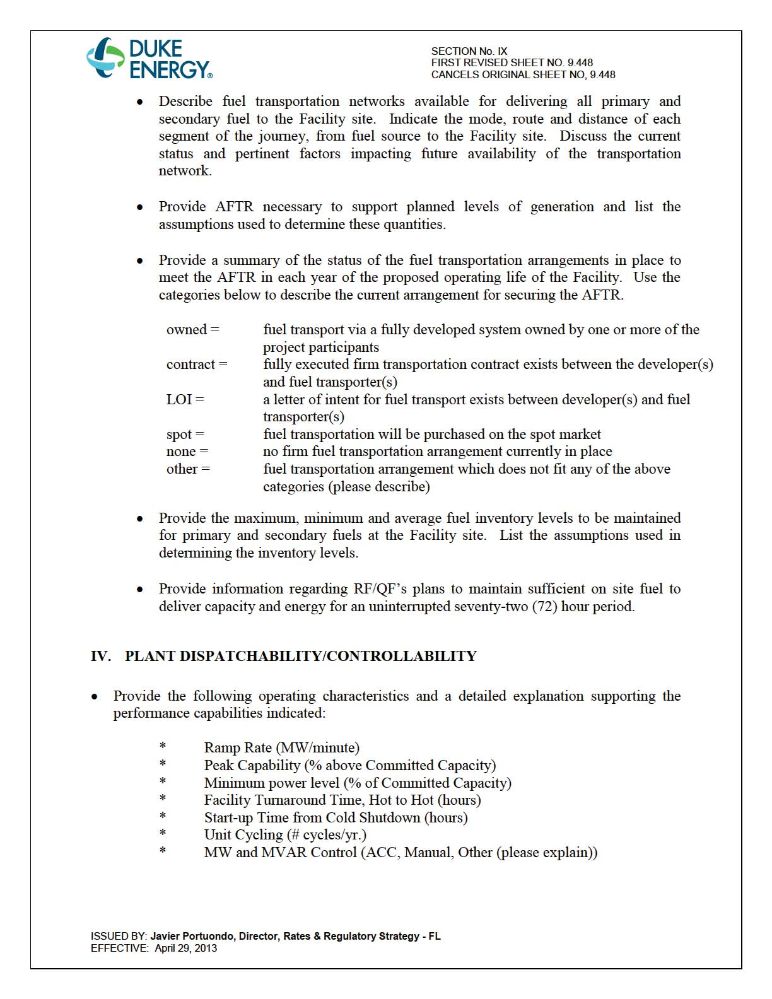 DUKE
ENERGY®
SECTION No. IX
FIRST REVISED SHEET NO. 9.448
CANCELS ORIGINAL SHEET NO, 9.448
• Describe fuel transportation networks available for delivering all primary and
secondary fuel to the Facility site. Indicate the mode, route and distance of each
segment of the journey, from fuel source to the Facility site. Discuss the current
status and pertinent factors impacting future availability of the transportation
network.
• Provide AFTR necessary to support planned levels of generation and list the
assumptions used to determine these quantities.
• Provide a summary of the status of the fuel transportation arrangements in place to
meet the AFTR in each year of the proposed operating life of the Facility. Use the
categories below to describe the current arrangement for securing the AFTR.
owned = fuel transport via a fully developed system owned by one or more of the
project participants
contract = fully executed firm transportation contract exists between the developer(s)
and fuel transporter(s)
LOI = a letter of intent for fuel transport exists between developer(s) and fuel
transporter(s)
spot = fuel transportation will be purchased on the spot market
none = no firm fuel transportation arrangement currently in place
other = fuel transportation arrangement which does not fit any of the above
categories (please describe)
• Provide the maximum, minimum and average fuel inventory levels to be maintained
for primary and secondary fuels at the Facility site. List the assumptions used in
determining the inventory levels.
• Provide information regarding RF/QF’s plans to maintain sufficient on site fuel to
deliver capacity and energy for an uninterrupted seventy-two (72) hour period.
IV. PLANT DISPATCHABILITY/CONTROLLABILITY
• Provide the following operating characteristics and a detailed explanation supporting the
performance capabilities indicated:
* Ramp Rate (MW/minute)
* Peak Capability (% above Committed Capacity)
* Minimum power level (% of Committed Capacity)
* Facility Turnaround Time, Hot to Hot (hours)
* Start-up Time from Cold Shutdown (hours)
* Unit Cycling (# cycles/yr.)
* MW and MVAR Control (ACC, Manual, Other (please explain))
ISSUED BY: Javier Portuondo, Director, Rates & Regulatory Strategy - FL
EFFECTIVE: April 29, 2013